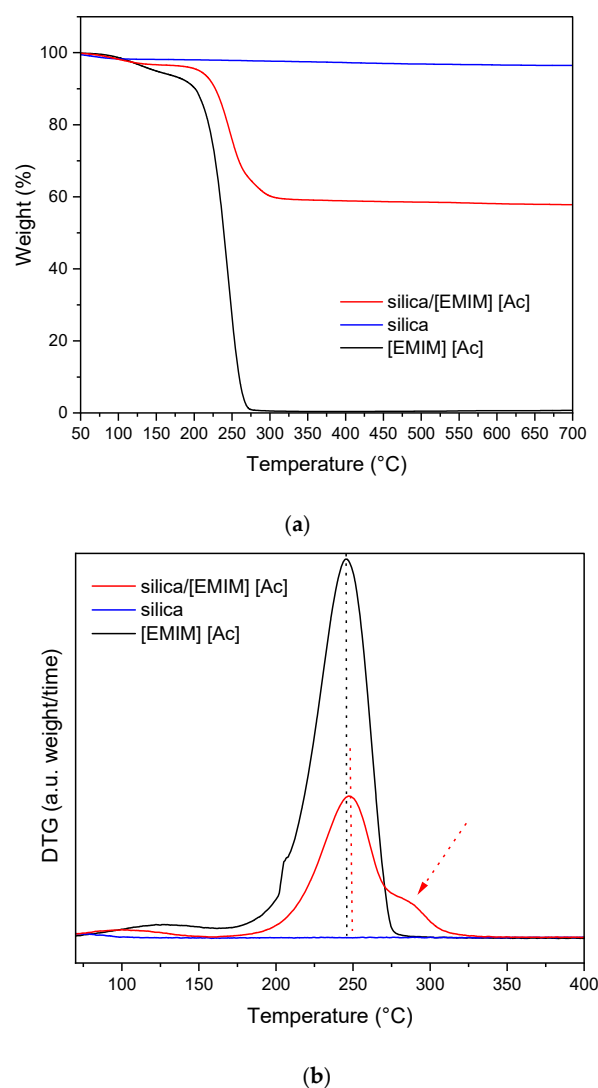 100
80
60
40
20
0
Weight (%)
silica/[EMIM] [Ac]
silica
[EMIM] [Ac]
50 100 150 200 250 300 350 400 450 500 550 600 650 700
Temperature (°C)
(a)
silica/[EMIM] [Ac]
silica
[EMIM] [Ac]
DTG (a.u. weight/time)
100 150 200 250 300 350 400
Temperature (°C)
(b)